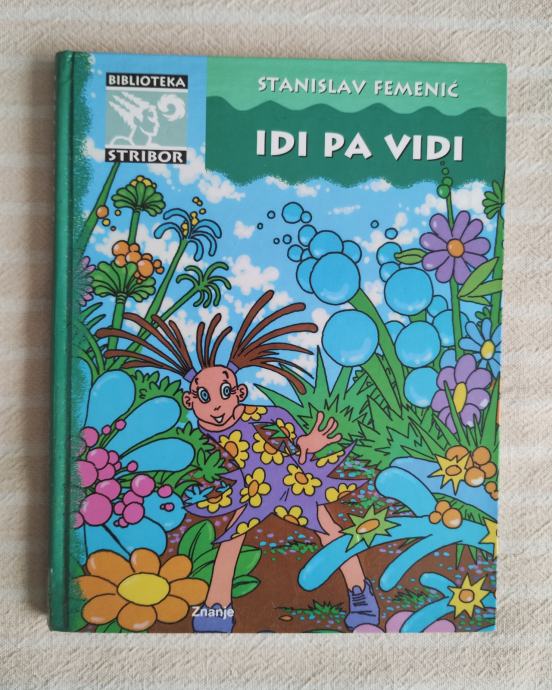 BIBLIOTEKA
STRIBOR
STANISLAV FEMENIĆ
IDI PA VIDI
Znanje